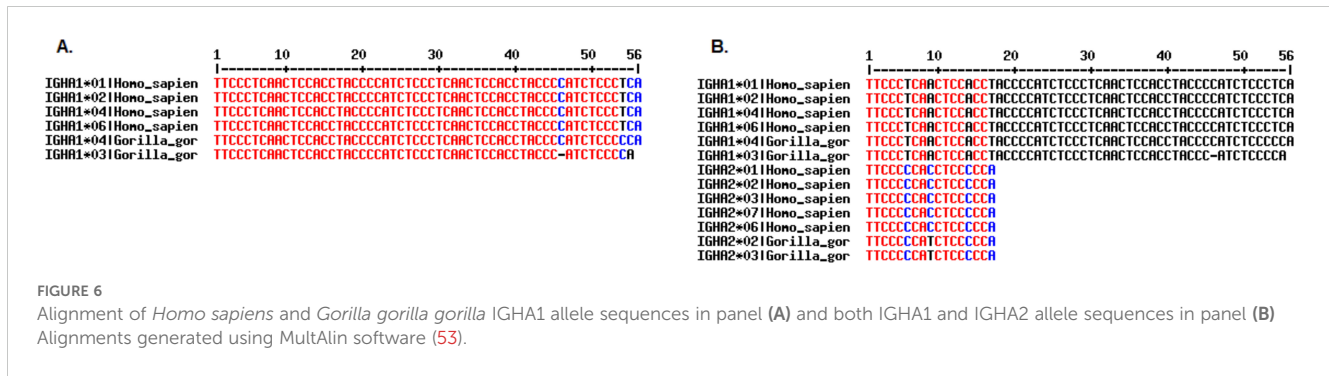 A.
1 10 20 30 40 50 56
|--------+---------+---------+---------+---------+-----|
IGHA1*01|Homo_sapien TTCCCTCAACTCCACCTACCCCATCTCCCTCAACTCCACCTACCCCATCTCCCTCA
IGHA1*02|Homo_sapien TTCCCTCAACTCCACCTACCCCATCTCCCTCAACTCCACCTACCCCATCTCCCTCA
IGHA1*04|Homo_sapien TTCCCTCAACTCCACCTACCCCATCTCCCTCAACTCCACCTACCCCATCTCCCTCA
IGHA1*06|Homo_sapien TTCCCTCAACTCCACCTACCCCATCTCCCTCAACTCCACCTACCCCATCTCCCTCA
IGHA1*04|Gorilla_gor TTCCCTCAACTCCACCTACCCCATCTCCCTCAACTCCACCTACCCCATCTCCCCCA
IGHA1*03|Gorilla_gor TTCCCTCAACTCCACCTACCCCATCTCCCTCAACTCCACCTACCC-ATCTCCCCA
B.
1 10 20 30 40 50 56
|--------+---------+---------+---------+---------+-----|
IGHA1*01|Homo_sapien TTCCCTCAACTCCACCTACCCCATCTCCCTCAACTCCACCTACCCCATCTCCCTCA
IGHA1*02|Homo_sapien TTCCCTCAACTCCACCTACCCCATCTCCCTCAACTCCACCTACCCCATCTCCCTCA
IGHA1*04|Homo_sapien TTCCCTCAACTCCACCTACCCCATCTCCCTCAACTCCACCTACCCCATCTCCCTCA
IGHA1*06|Homo_sapien TTCCCTCAACTCCACCTACCCCATCTCCCTCAACTCCACCTACCCCATCTCCCTCA
IGHA1*04|Gorilla_gor TTCCCTCAACTCCACCTACCCCATCTCCCTCAACTCCACCTACCCCATCTCCCCCA
IGHA1*03|Gorilla_gor TTCCCTCAACTCCACCTACCCCATCTCCCTCAACTCCACCTACCC-ATCTCCCCA
IGHA2*01|Homo_sapien TTCCCCCACCTCCCCCA
IGHA2*02|Homo_sapien TTCCCCCACCTCCCCCA
IGHA2*03|Homo_sapien TTCCCCCACCTCCCCCA
IGHA2*07|Homo_sapien TTCCCCCACCTCCCCCA
IGHA2*06|Homo_sapien TTCCCCCACCTCCCCCA
IGHA2*02|Gorilla_gor TTCCCCCATCTCCCCCA
IGHA2*03|Gorilla_gor TTCCCCCATCTCCCCCA
FIGURE 6
Alignment of Homo sapiens and Gorilla gorilla gorilla IGHA1 allele sequences in panel (A) and both IGHA1 and IGHA2 allele sequences in panel (B)
Alignments generated using MultAlin software (53).